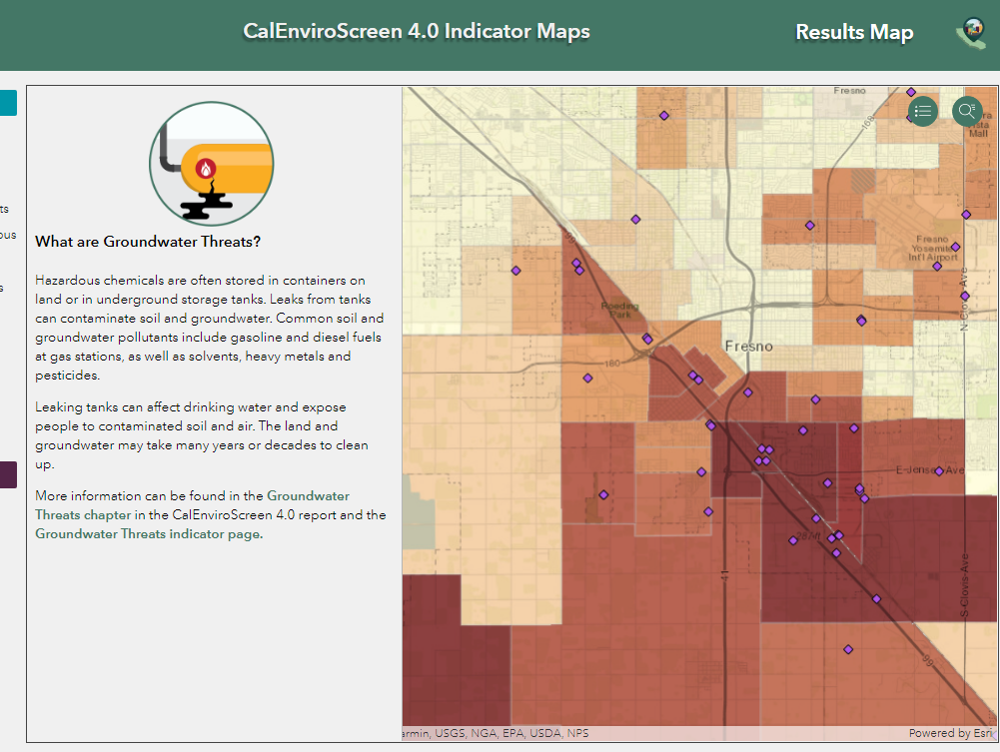 CalEnviroScreen 4.0 Indicator Maps
Results Map
ts
ous
s
What are Groundwater Threats?
Hazardous chemicals are often stored in containers on
land or in underground storage tanks. Leaks from tanks
can contaminate soil and groundwater. Common soil and
groundwater pollutants include gasoline and diesel fuels
at gas stations, as well as solvents, heavy metals and
pesticides.
Leaking tanks can affect drinking water and expose
people to contaminated soil and air. The land and
groundwater may take many years or decades to clean
up.
More information can be found in the Groundwater
Threats chapter in the CalEnviroScreen 4.0 report and the
Groundwater Threats indicator page.
Fresno
168
ra
sta
Mall
99
Fresno
Yosemite
Int'l Airport
N-Clovis-Ave
Roeding
Park
Fresno
180
E-Jensen-Ave
287 ft
41
S-Clovis-Ave
99
armin, USGS, NGA, EPA, USDA, NPS
Powered by Esri